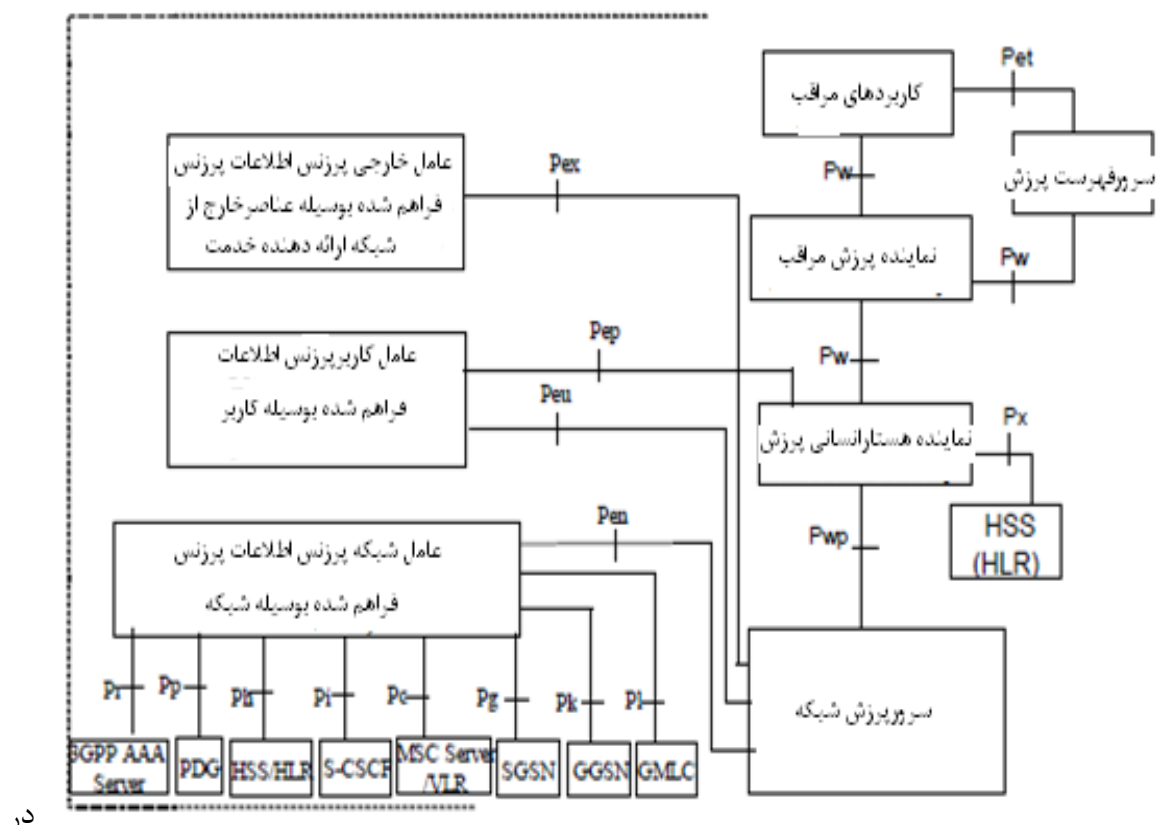 Pet
کاربردهای مراقب
Pw
سرورفهرست پرزش
عامل خارجی پرزنس اطلاعات پرزنس
فراهم شده بوسیله عناصرخارج از
شبکه ارائه دهنده خدمت
Pex
نماینده پرزش مراقب
Pw
Pw
عامل کاربرپرزنس اطلاعات
فراهم شده بوسیله کاربر
Pep
Peu
نماینده هستارانسانی پرزش
Px
HSS
(HLR)
Pwp
Pen
عامل شبکه پرزنس اطلاعات پرزنس
فراهم شده بوسیله شبکه
سرورپرزش شبکه
Pr
Pp
Ph
Pi
Pc
Pg
Pk
Pl
3GPP AAA
Server
PDG
HSS/HLR
S-CSCF
MSC Server
/VLR
SGSN
GGSN
GMLC
در